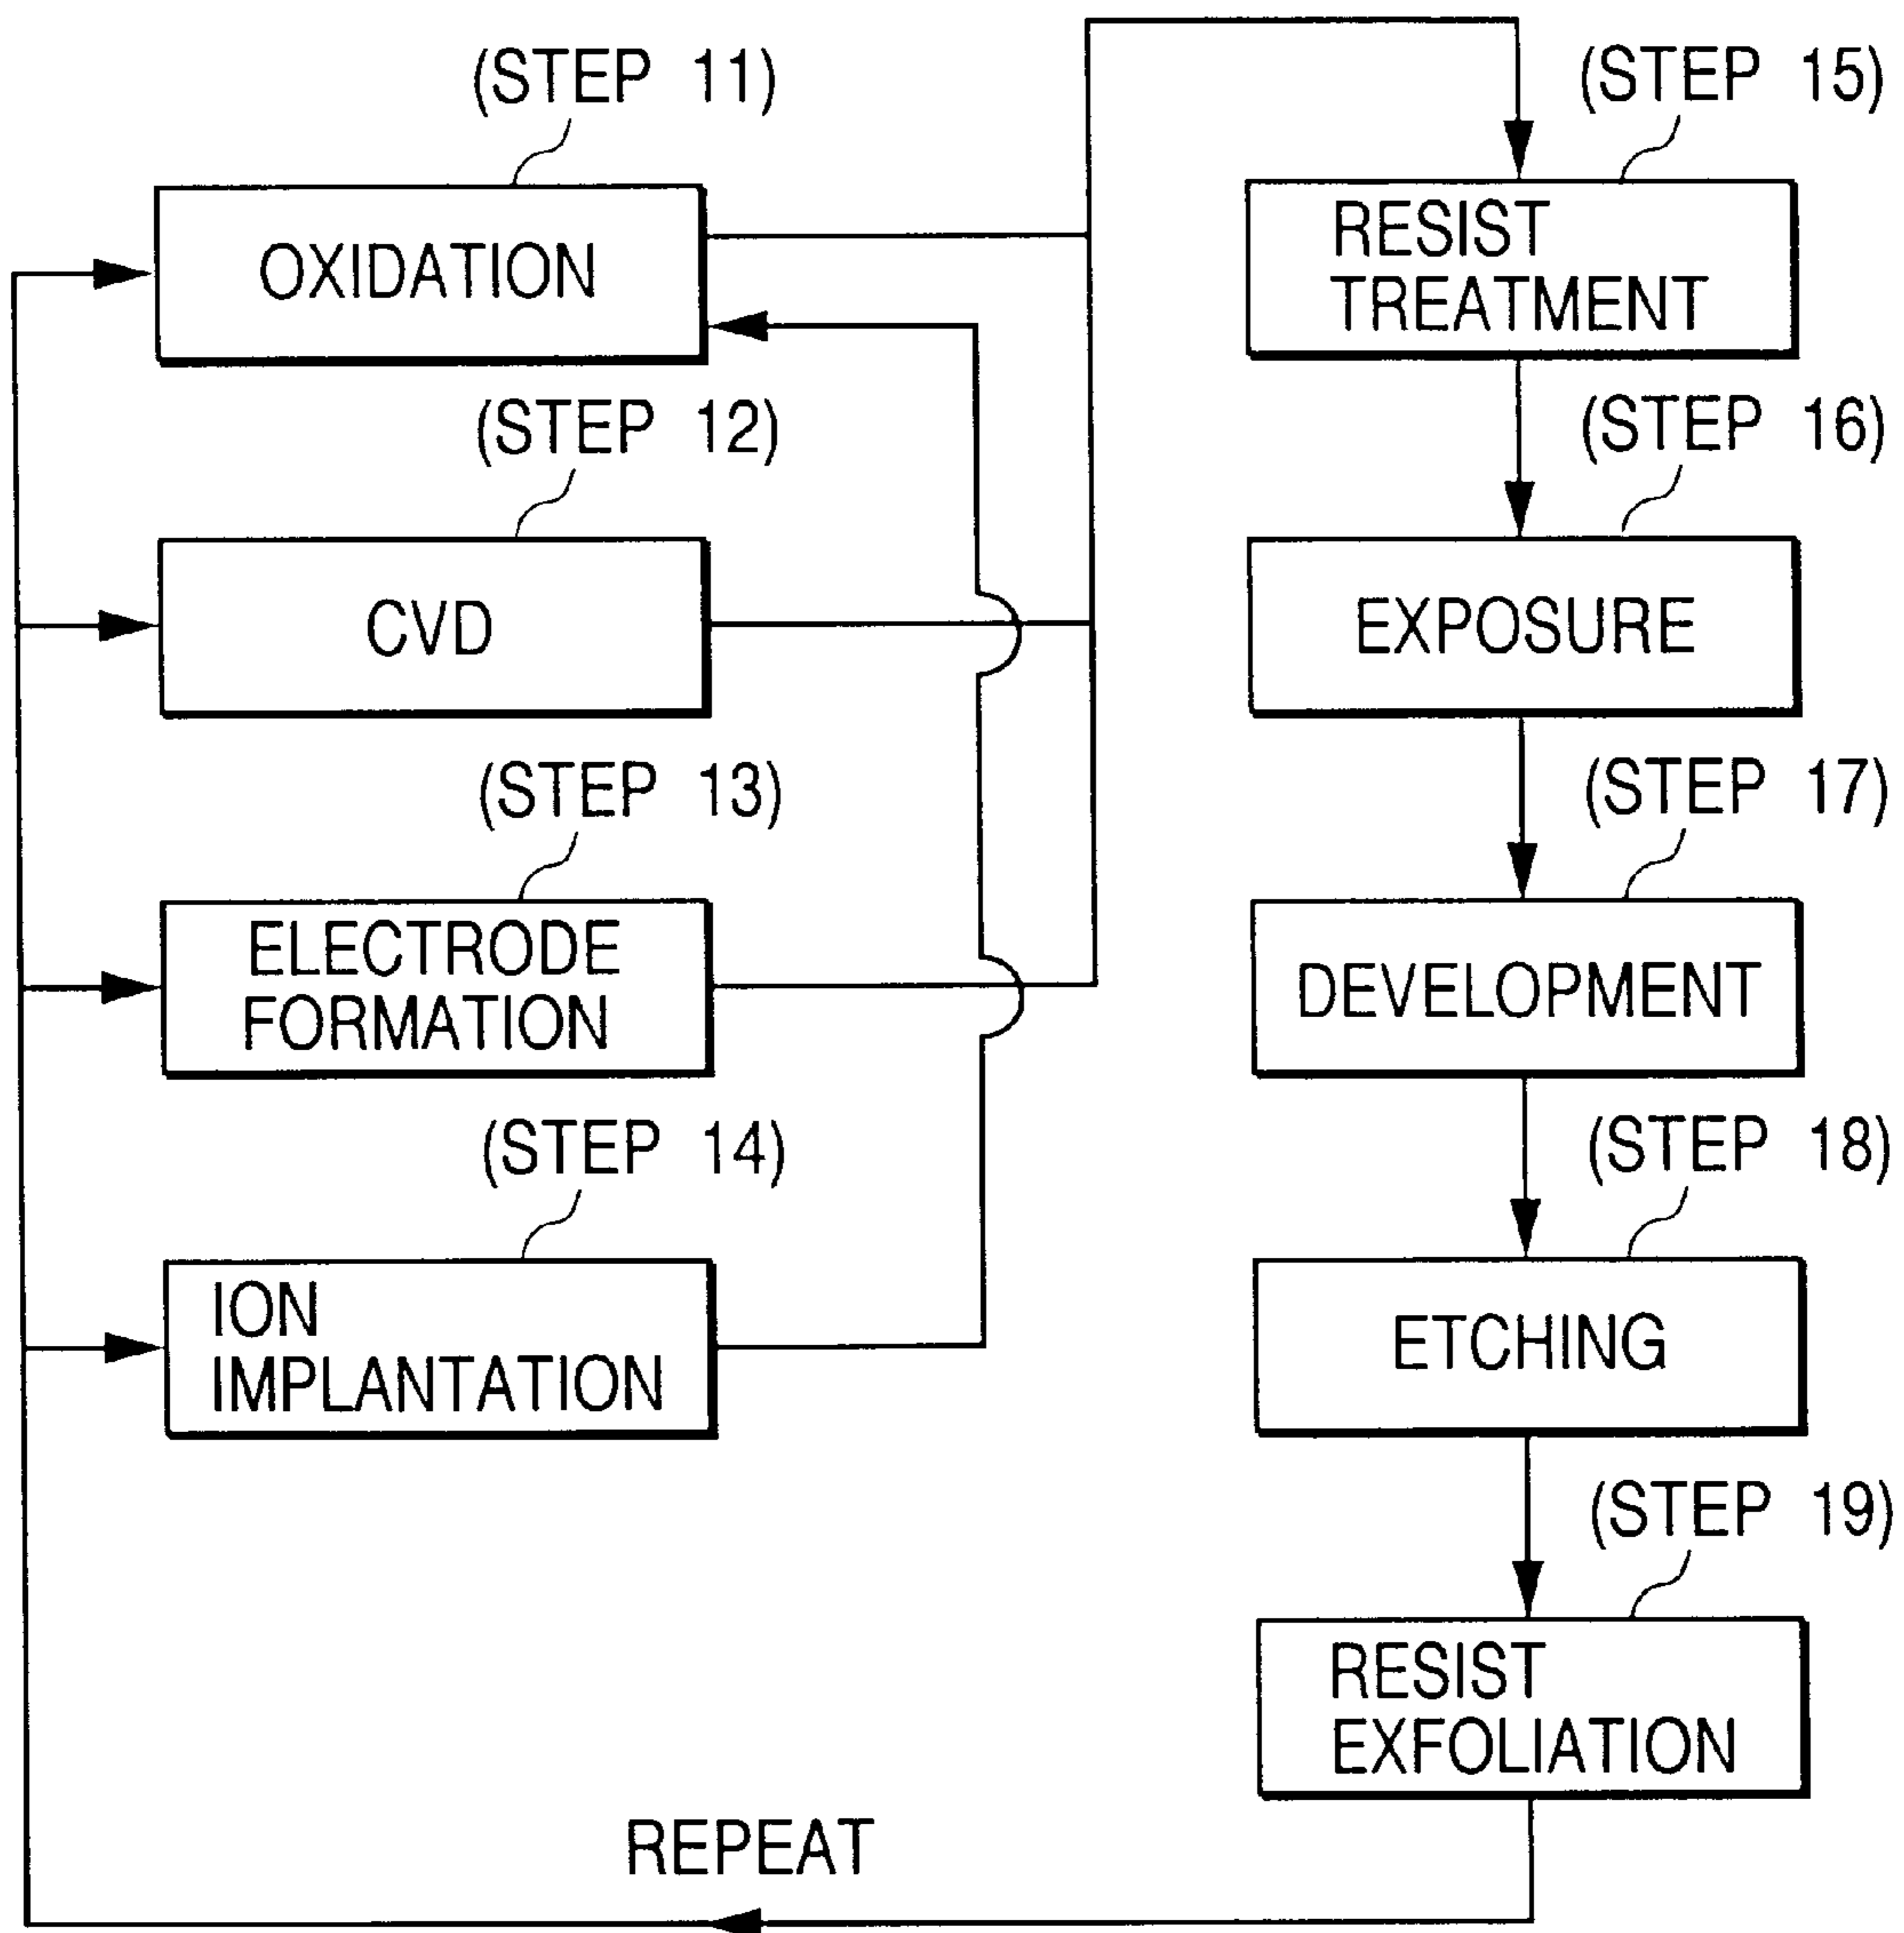 (STEP 11)
OXIDATION
(STEP 12)
CVD
(STEP 13)
ELECTRODE
FORMATION
(STEP 14)
ION
IMPLANTATION
(STEP 15)
RESIST
TREATMENT
(STEP 16)
EXPOSURE
(STEP 17)
DEVELOPMENT
(STEP 18)
ETCHING
(STEP 19)
RESIST
EXFOLIATION
REPEAT